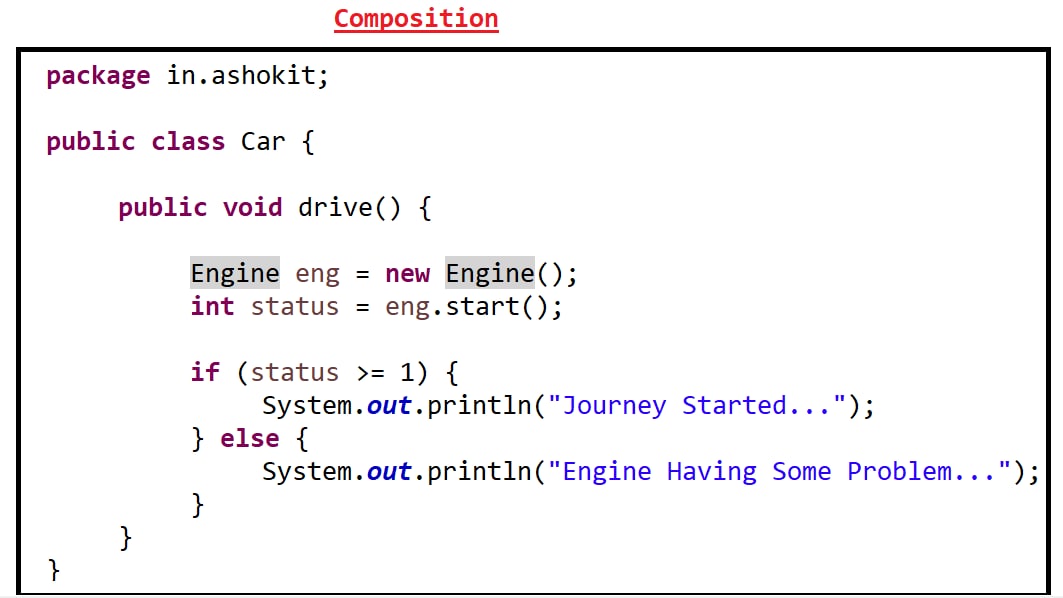 Composition
package in.ashokit;
public class Car {
public void drive() {
Engine eng = new Engine();
int status = eng.start();
if (status >= 1) {
System.out.println("Journey Started...");
} else {
System.out.println("Engine Having Some Problem...");
}
}
}